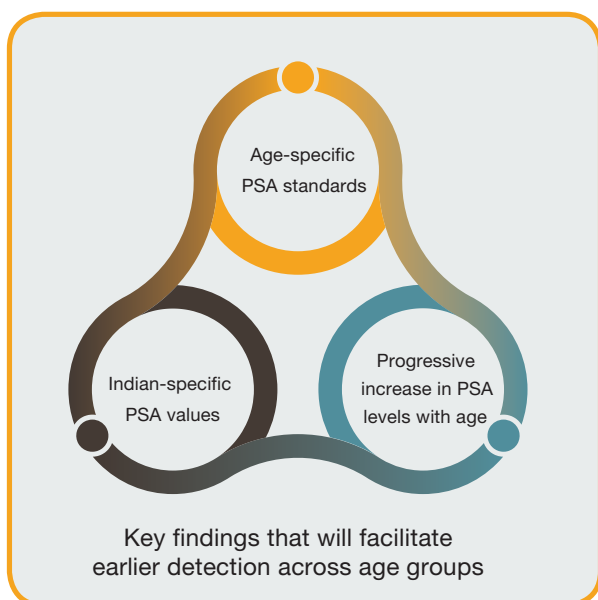 Age-specific
PSA standards
Indian-specific
PSA values
Progressive
increase in PSA
levels with age
Key findings that will facilitate
earlier detection across age groups